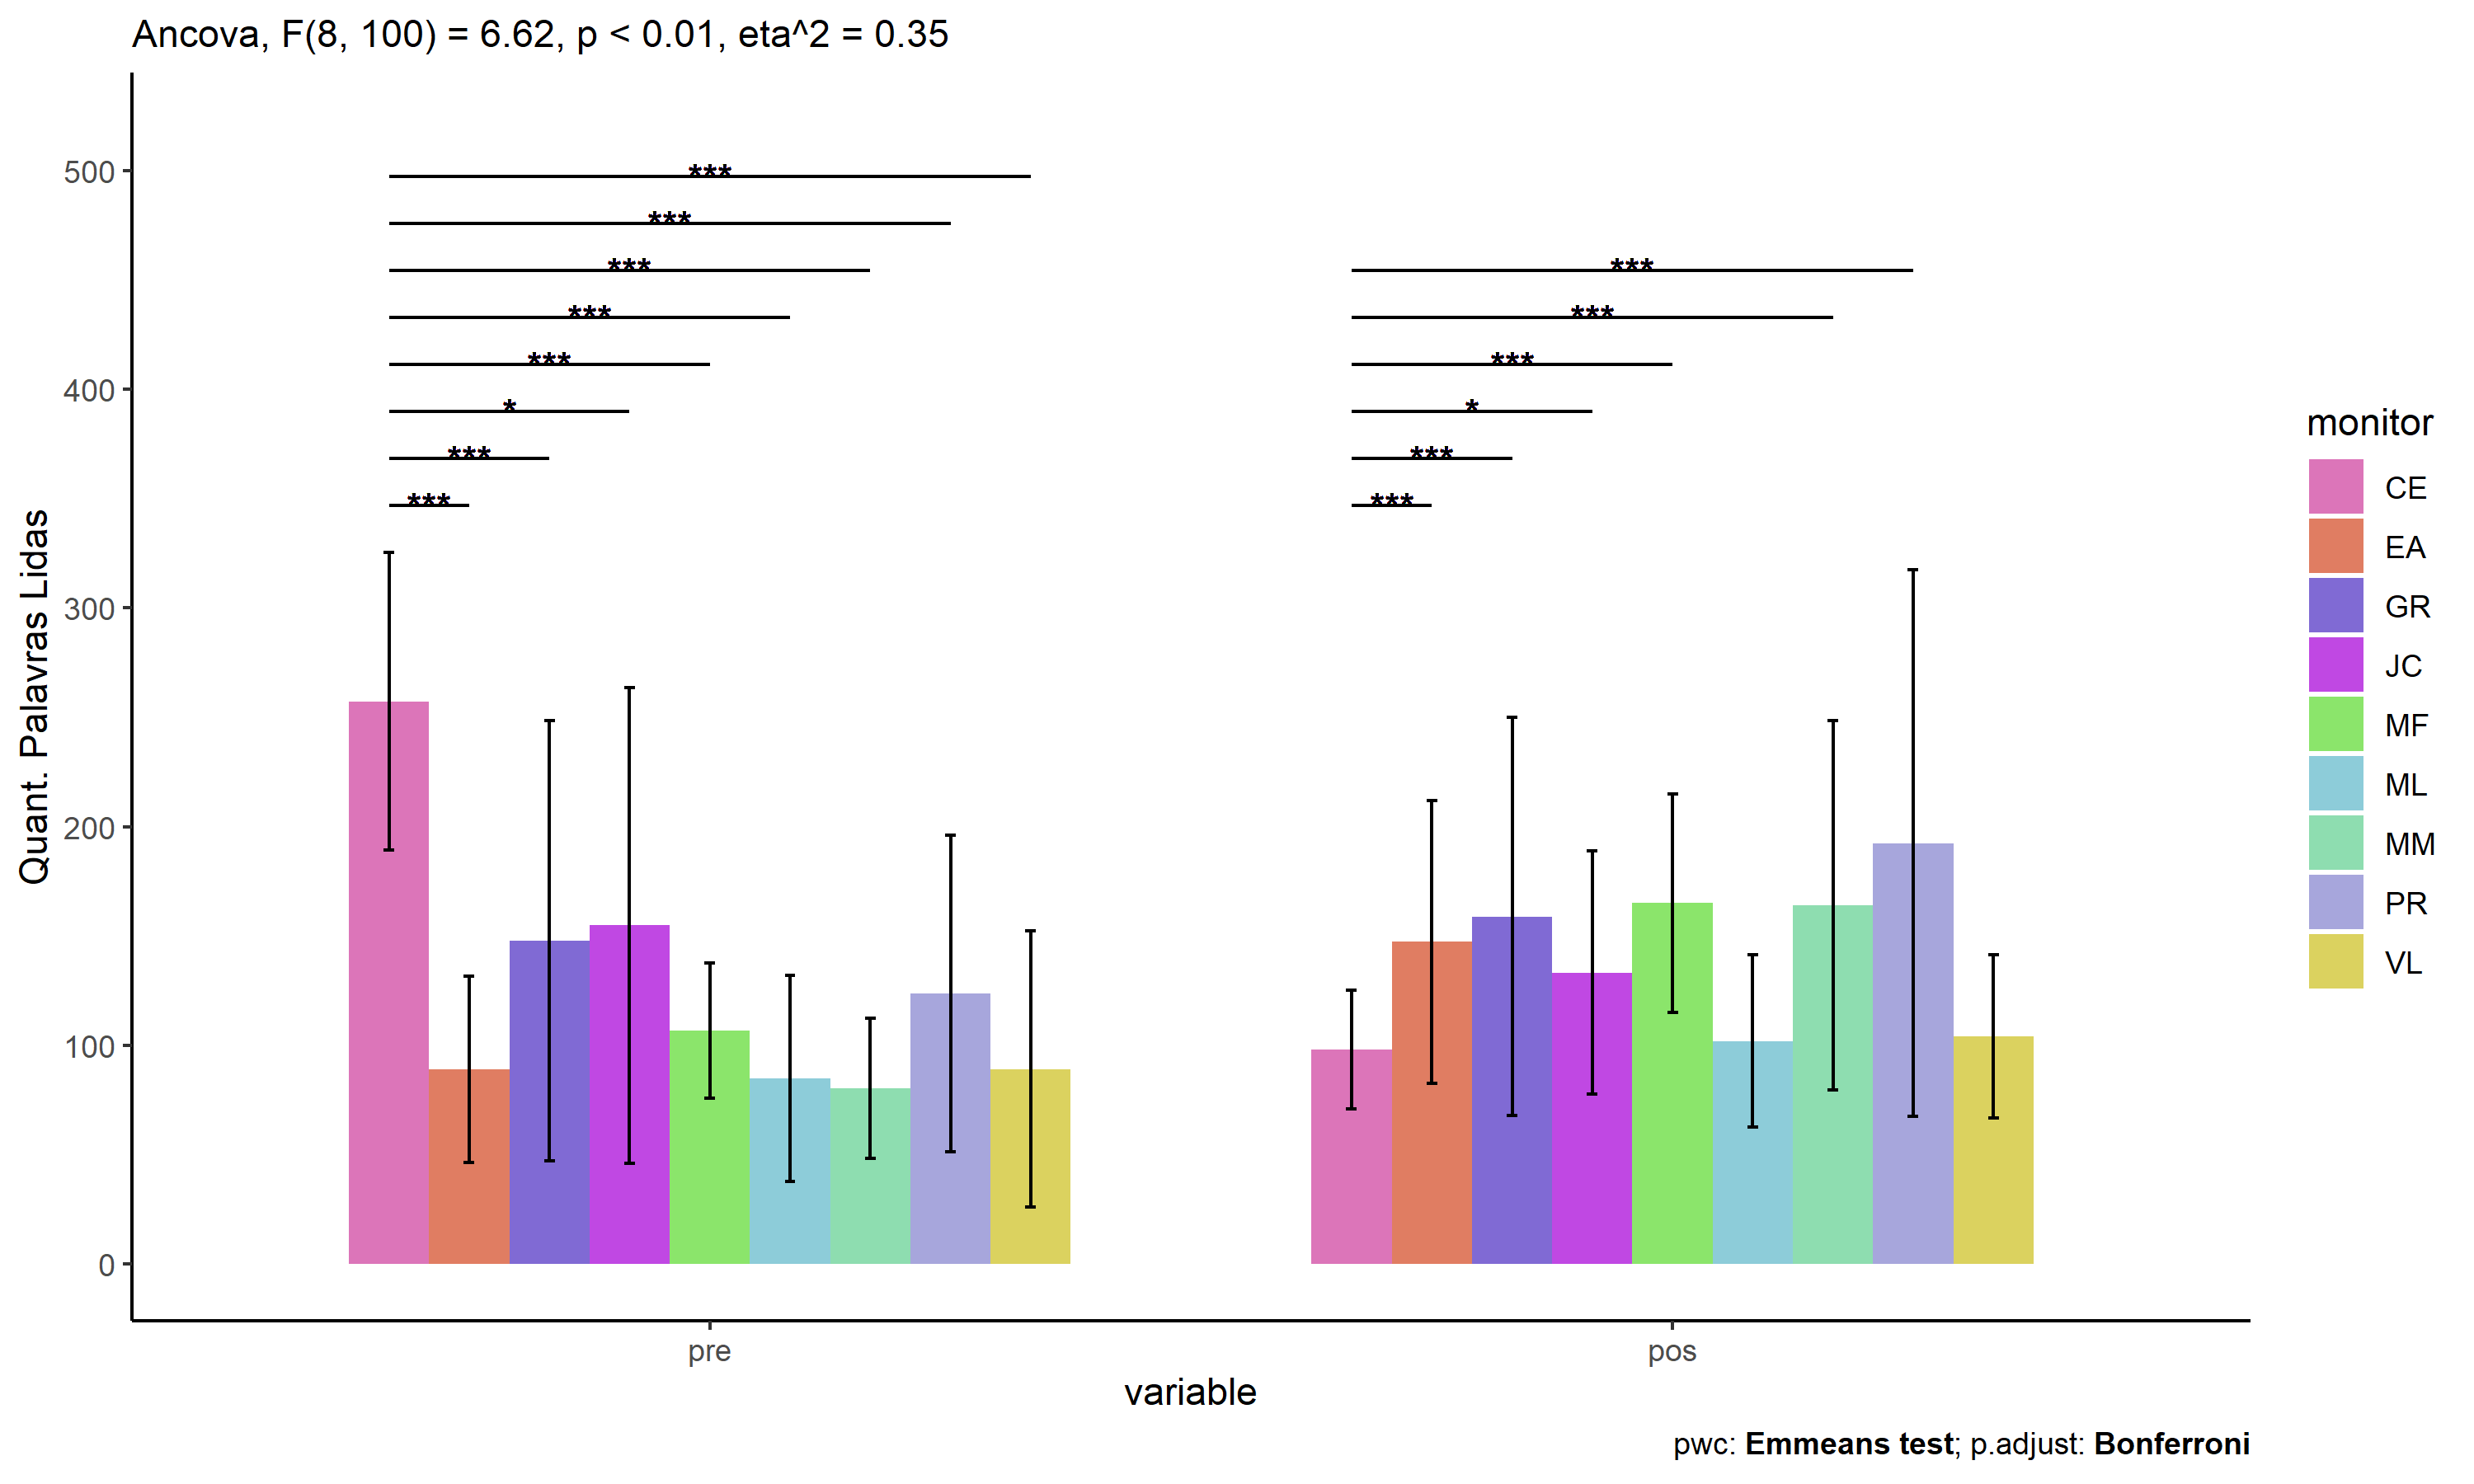 Ancova, F(8, 100) = 6.62, p < 0.01, eta^2 = 0.35
Quant. Palavras Lidas
500
400
300
200
100
0
***
***
***
***
***
*
***
***
***
***
***
*
***
***
pre
pos
variable
monitor
CE
EA
GR
JC
MF
ML
MM
PR
VL
pwc: Emmeans test; p.adjust: Bonferroni